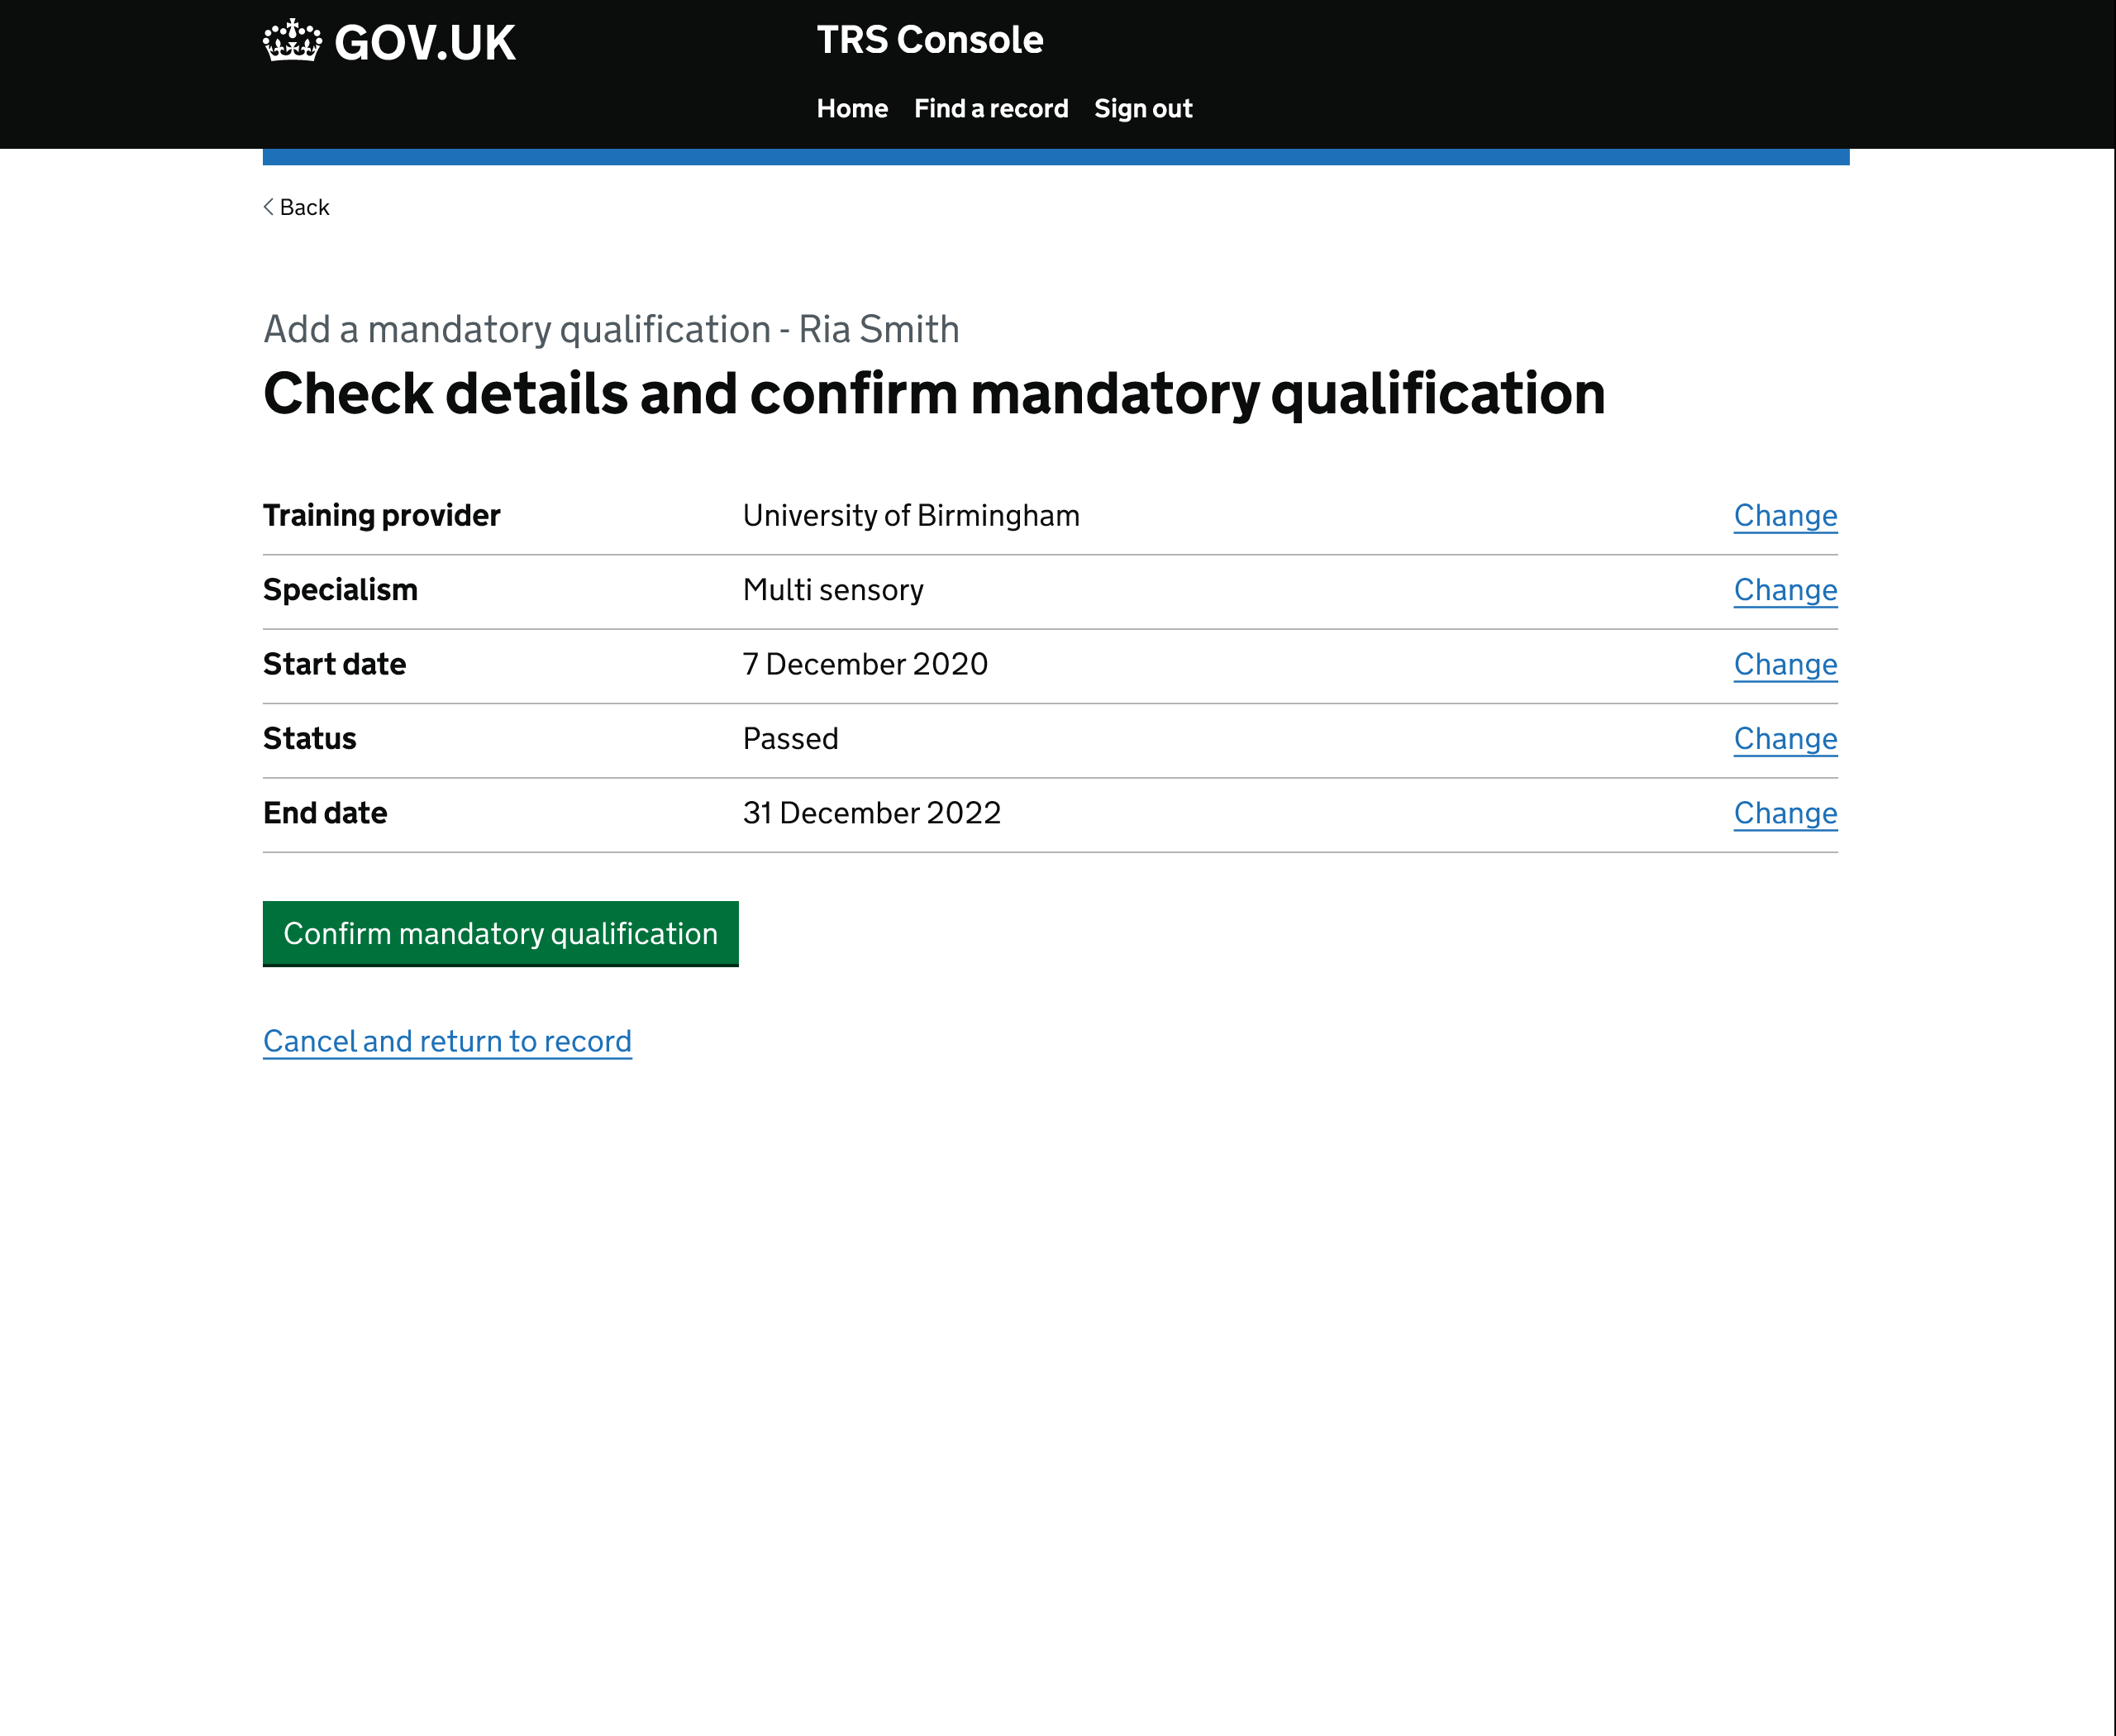 GOV.UK
TRS Console
Home Find a record Sign out
Back
Add a mandatory qualification - Ria Smith
Check details and confirm mandatory qualification
Training provider University of Birmingham Change
Specialism Multi sensory Change
Start date 7 December 2020 Change
Status Passed Change
End date 31 December 2022 Change
Confirm mandatory qualification
Cancel and return to record